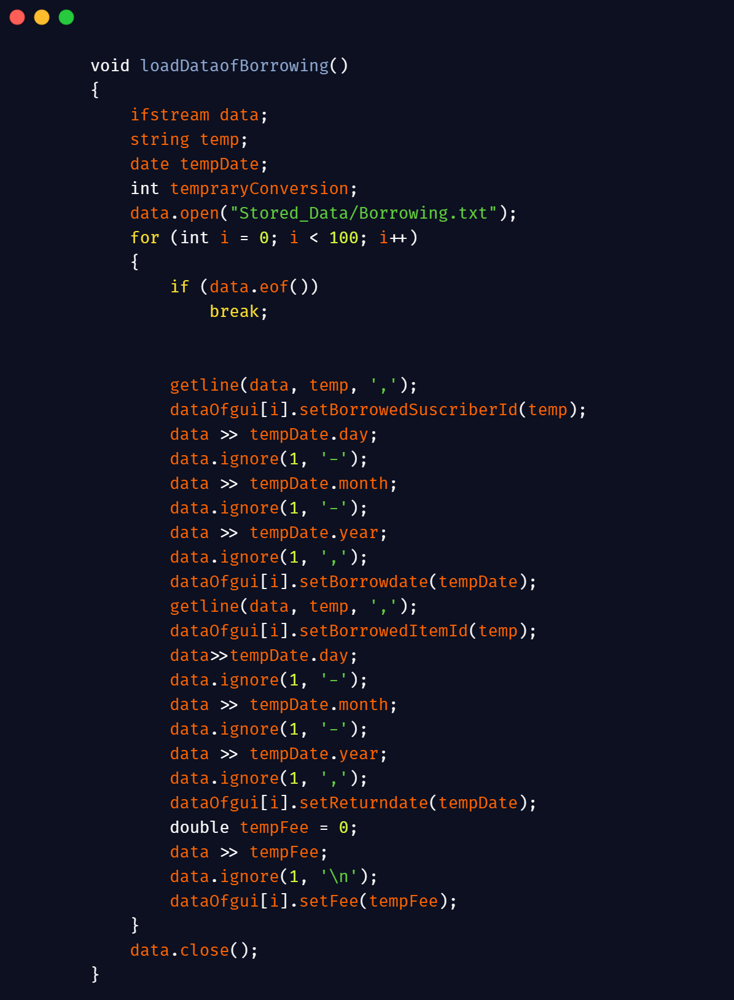 void loadDataofBorrowing()
{
    ifstream data;
    string temp;
    date tempDate;
    int tempraryConversion;
    data.open("Stored_Data/Borrowing.txt");
    for (int i = 0; i < 100; i++)
    {
        if (data.eof())
            break;


        getline(data, temp, ',');
        dataOfgui[i].setBorrowedSuscriberId(temp);
        data >> tempDate.day;
        data.ignore(1, '-');
        data >> tempDate.month;
        data.ignore(1, '-');
        data >> tempDate.year;
        data.ignore(1, ',');
        dataOfgui[i].setBorrowdate(tempDate);
        getline(data, temp, ',');
        dataOfgui[i].setBorrowedItemId(temp);
        data>>tempDate.day;
        data.ignore(1, '-');
        data >> tempDate.month;
        data.ignore(1, '-');
        data >> tempDate.year;
        data.ignore(1, ',');
        dataOfgui[i].setReturndate(tempDate);
        double tempFee = 0;
        data >> tempFee;
        data.ignore(1, '\n');
        dataOfgui[i].setFee(tempFee);
    }
    data.close();
}